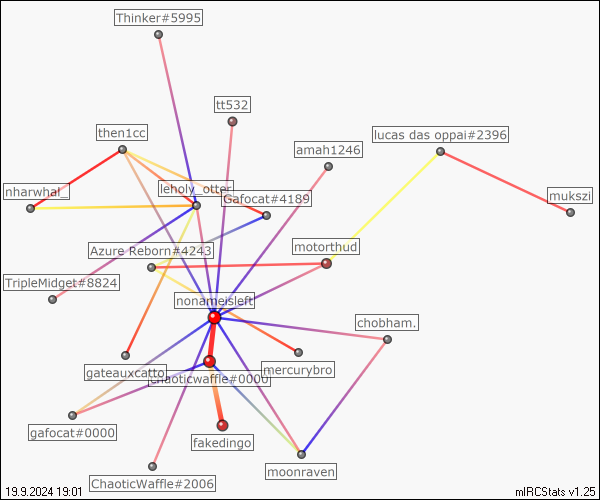 Thinker#5995
tt532
then1cc
lucas das oppai#2396
amah1246
leholy_otter
nharwhal_
Gafocat#4189
mukszi
Azure Reborn#4243
motorthud
TripleMidget#8824
nonameisleft
chobham.
mercurybro
gateauxcatto
chaoticwaffle#0000
gafocat#0000
fakedingo
moonraven
ChaoticWaffle#2006
19.9.2024 19:01
mIRCStats v1.25